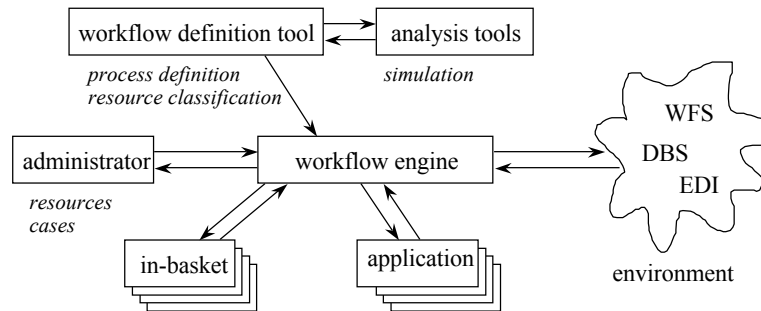 workflow definition tool
analysis tools
process definition
resource classification
simulation
WFS
DBS
EDI
administrator
workflow engine
resources
cases
in-basket
application
environment